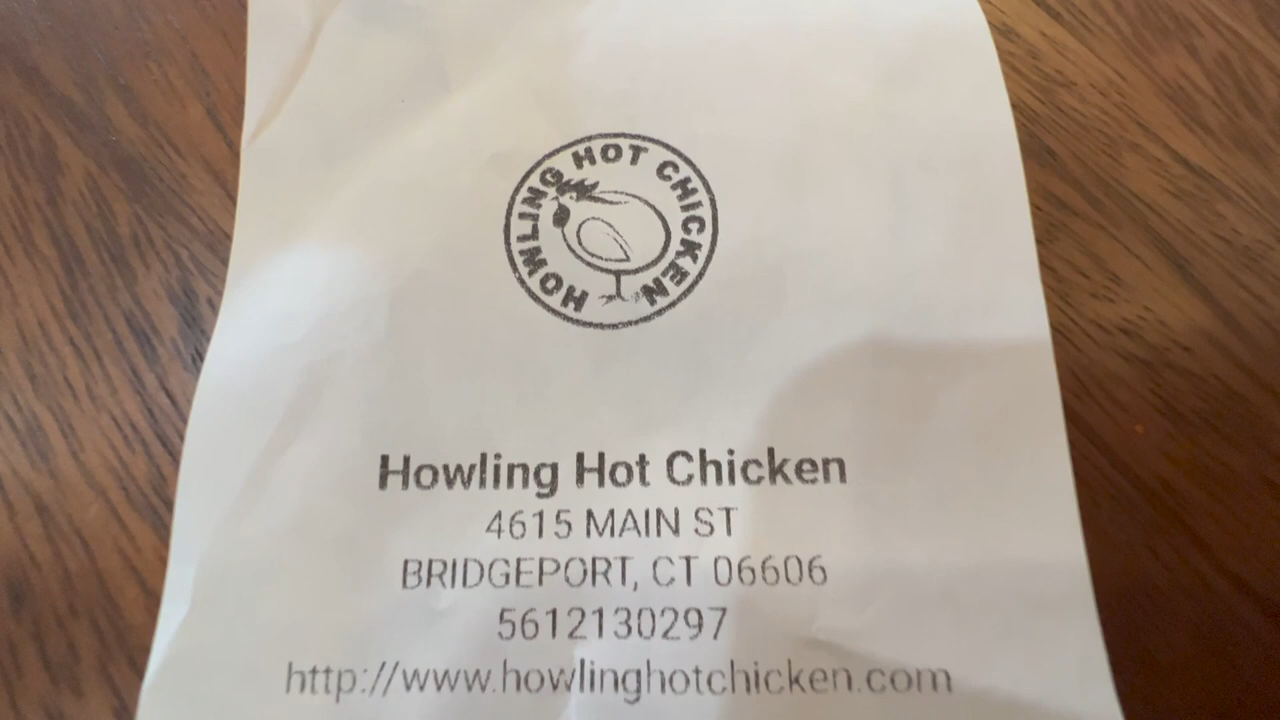 HOWLING HOT CHICKEN
Howling Hot Chicken
4615 MAIN ST
BRIDGEPORT, CT 06606
5612130297
http://www.howlinghotchicken.com